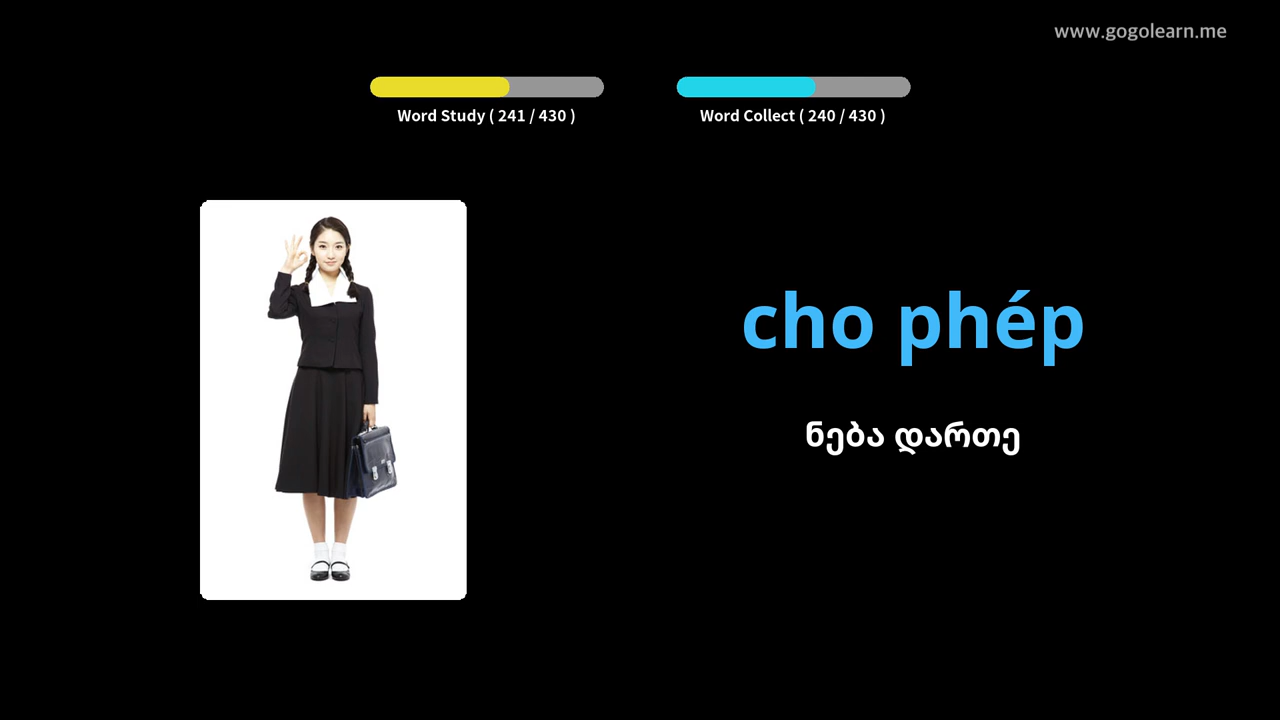 www.gogolearn.me
Word Study ( 241 / 430 )
Word Collect ( 240 / 430 )
cho phép
ნება დართე